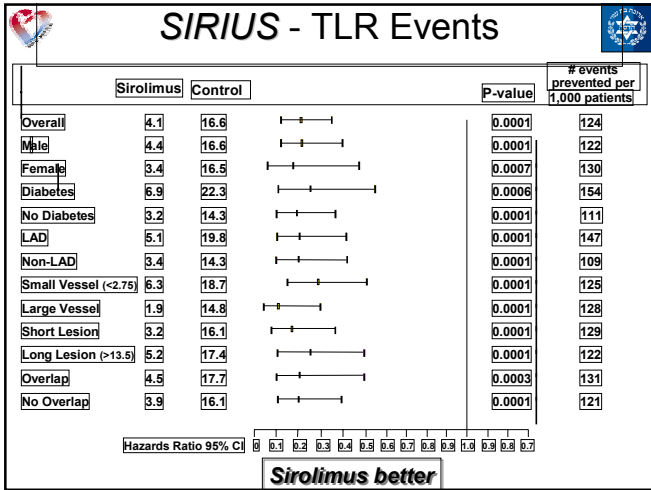 SIRIUS - TLR Events
Sirolimus Control P-value # events prevented per 1,000 patients
Overall 4.1 16.6 0.0001 124
Male 4.4 16.6 0.0001 122
Female 3.4 16.5 0.0007 130
Diabetes 6.9 22.3 0.0006 154
No Diabetes 3.2 14.3 0.0001 111
LAD 5.1 19.8 0.0001 147
Non-LAD 3.4 14.3 0.0001 109
Small Vessel (<2.75) 6.3 18.7 0.0001 125
Large Vessel 1.9 14.8 0.0001 128
Short Lesion 3.2 16.1 0.0001 129
Long Lesion (>13.5) 5.2 17.4 0.0001 122
Overlap 4.5 17.7 0.0003 131
No Overlap 3.9 16.1 0.0001 121
Hazards Ratio 95% CI 0 0.1 0.2 0.3 0.4 0.5 0.6 0.7 0.8 0.9 1.0 0.9 0.8 0.7
Sirolimus better